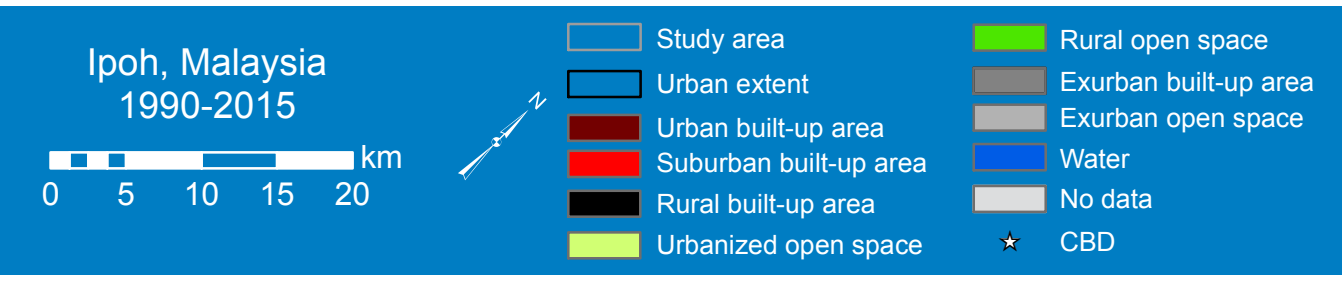 Ipoh, Malaysia
1990-2015
km
0 5 10 15 20
N
Study area
Urban extent
Urban built-up area
Suburban built-up area
Rural built-up area
Urbanized open space
Rural open space
Exurban built-up area
Exurban open space
Water
No data
CBD